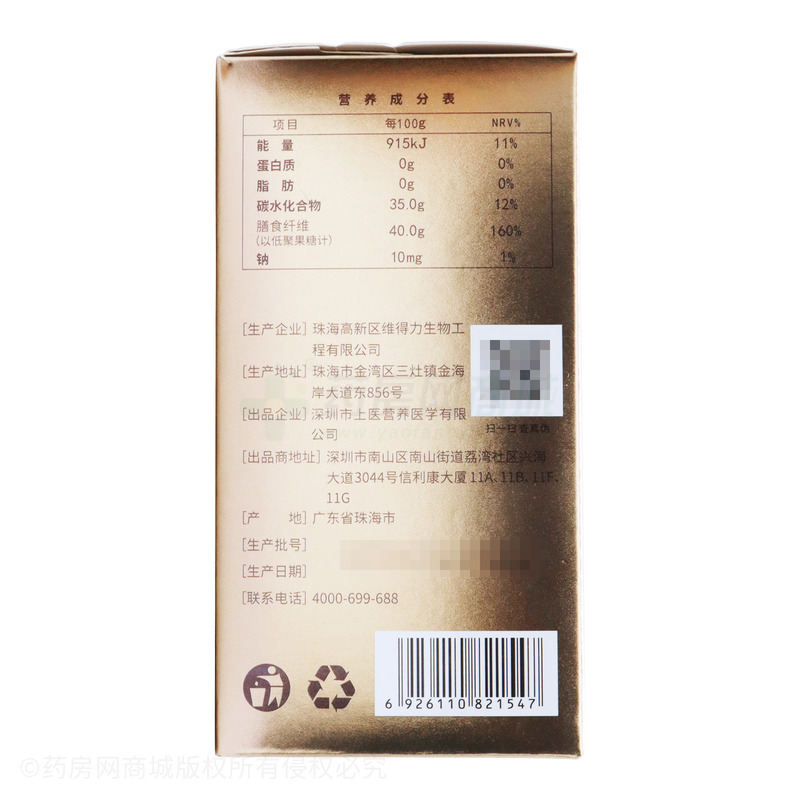 营养成分表
项目 每100g NRV%
能量 915kJ 11%
蛋白质 0g 0%
脂肪 0g 0%
碳水化合物 35.0g 12%
膳食纤维 40.0g 160%
(以低聚果糖计)
钠 10mg 1%
[生产企业] 珠海高新区维得力生物工
程有限公司
[生产地址] 珠海市金湾区三灶镇金海
岸大道东856号
[出品企业] 深圳市上医营养医学有限
公司
扫一扫查真伪
[出品商地址] 深圳市南山区南山街道荔湾社区兴海
大道3044号信利康大厦11A、11B、11F、
11G
[产 地] 广东省珠海市
[生产批号]
[生产日期]
[联系电话] 4000-699-688
6 926110 821547
©药房网商城版权所有侵权必究